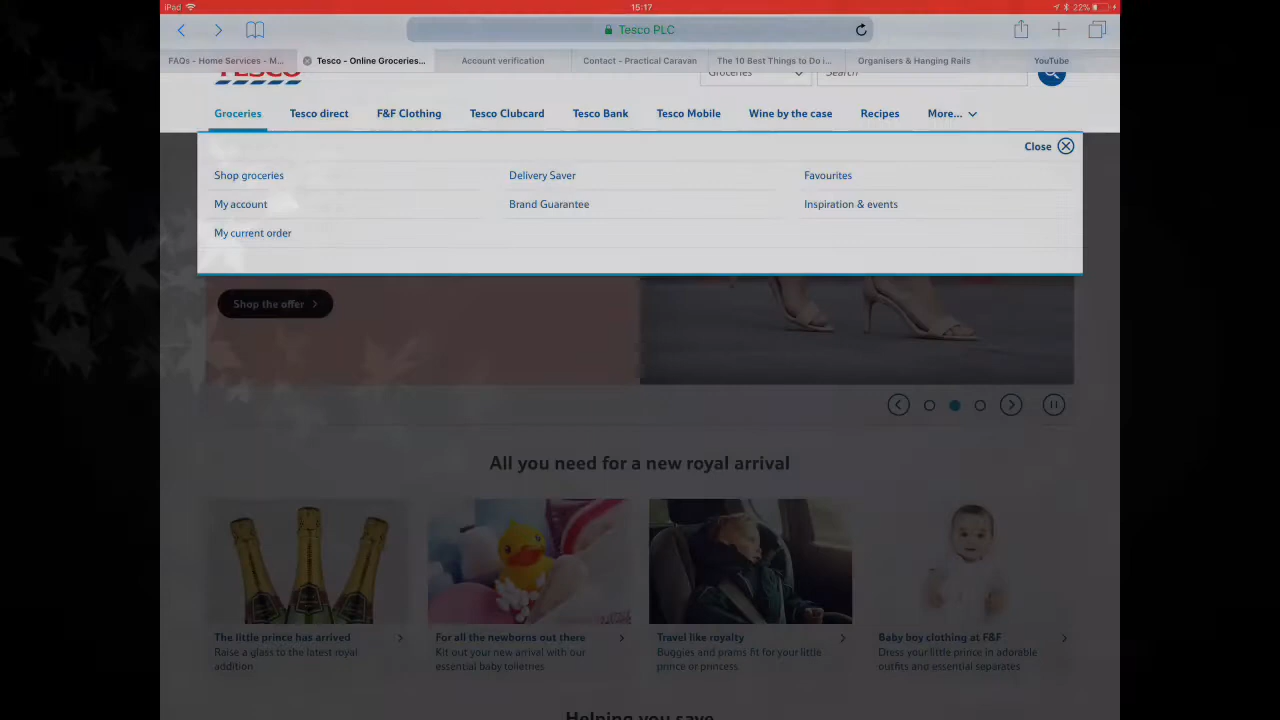 iPad 15:17 22%
Tesco PLC
FAQs - Home Services - M... Tesco - Online Groceries... Account verification Contact - Practical Caravan The 10 Best Things to Do i... Organisers & Hanging Rails YouTube
TESCO Groceries Search
Groceries Tesco direct F&F Clothing Tesco Clubcard Tesco Bank Tesco Mobile Wine by the case Recipes More...
Close
Shop groceries Delivery Saver Favourites
My account Brand Guarantee Inspiration & events
My current order
Shop the offer
All you need for a new royal arrival
The little prince has arrived For all the newborns out there Travel like royalty Baby boy clothing at F&F
Raise a glass to the latest royal Kit out your new arrival with our Buggies and prams fit for your little Dress your little prince in adorable
addition essential baby toiletries prince or princess outfits and essential separates
Helping you save